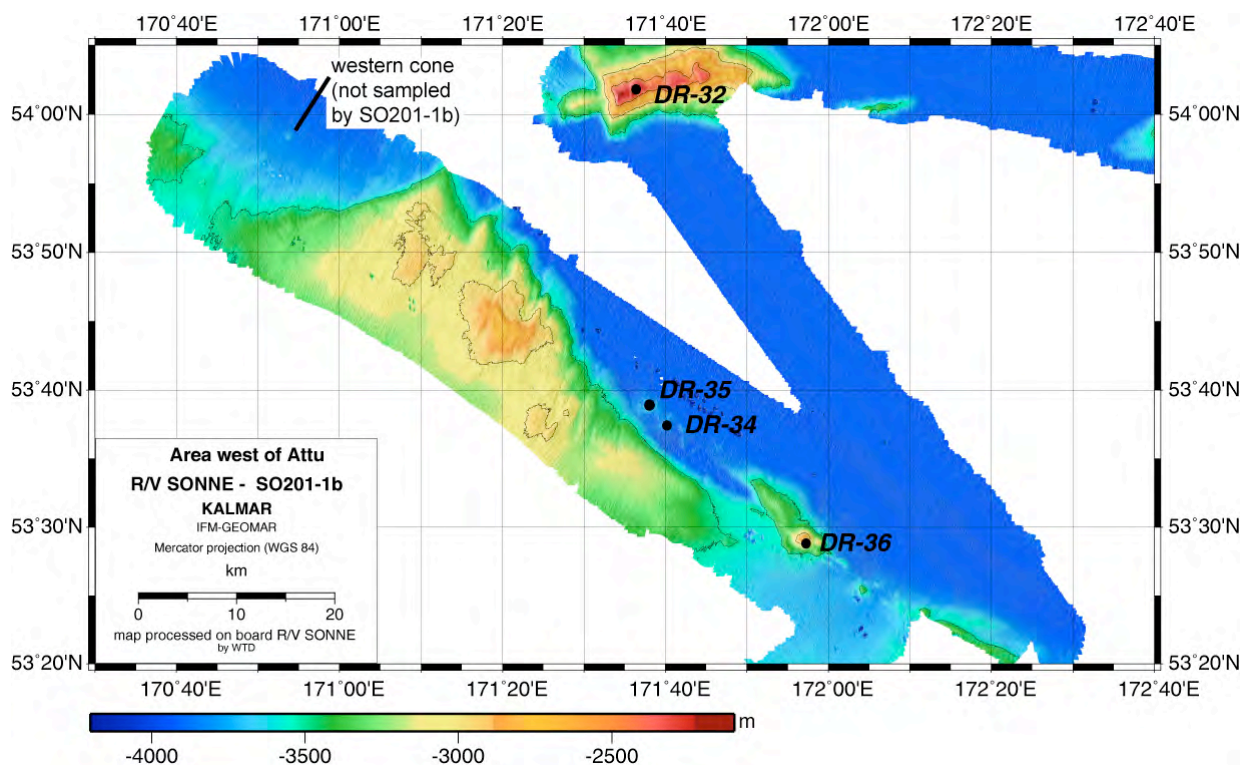 170°40'E 171°00'E 171°20'E 171°40'E 172°00'E 172°20'E 172°40'E
western cone
(not sampled
by SO201-1b)
DR-32
54°00'N 54°00'N
53°50'N 53°50'N
53°40'N 53°40'N
DR-35
DR-34
Area west of Attu
R/V SONNE - SO201-1b
KALMAR
IFM-GEOMAR
Mercator projection (WGS 84)
km
0 10 20
map processed on board R/V SONNE
by WTD
53°30'N 53°30'N
DR-36
53°20'N 53°20'N
170°40'E 171°00'E 171°20'E 171°40'E 172°00'E 172°20'E 172°40'E
m
-4000 -3500 -3000 -2500